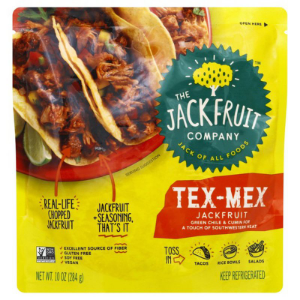 OPEN HERE
THE
JACKFRUIT
COMPANY
JACK OF ALL FOODS
TEX-MEX
JACKFRUIT
GREEN CHILE & CUMIN
& TOUCH OF SOUTHWESTERN HEAT
REAL-LIFE
CHOPPED
JACKFRUIT
JACKFRUIT
+ SEASONING,
THAT'S IT
✓ EXCELLENT SOURCE OF FIBER
✓ GLUTEN FREE
✓ SOY FREE
✓ VEGAN
TOSS
IN
TACOS
RICE BOWLS
SALADS
NET WT. 10 OZ (284g)
KEEP REFRIGERATED